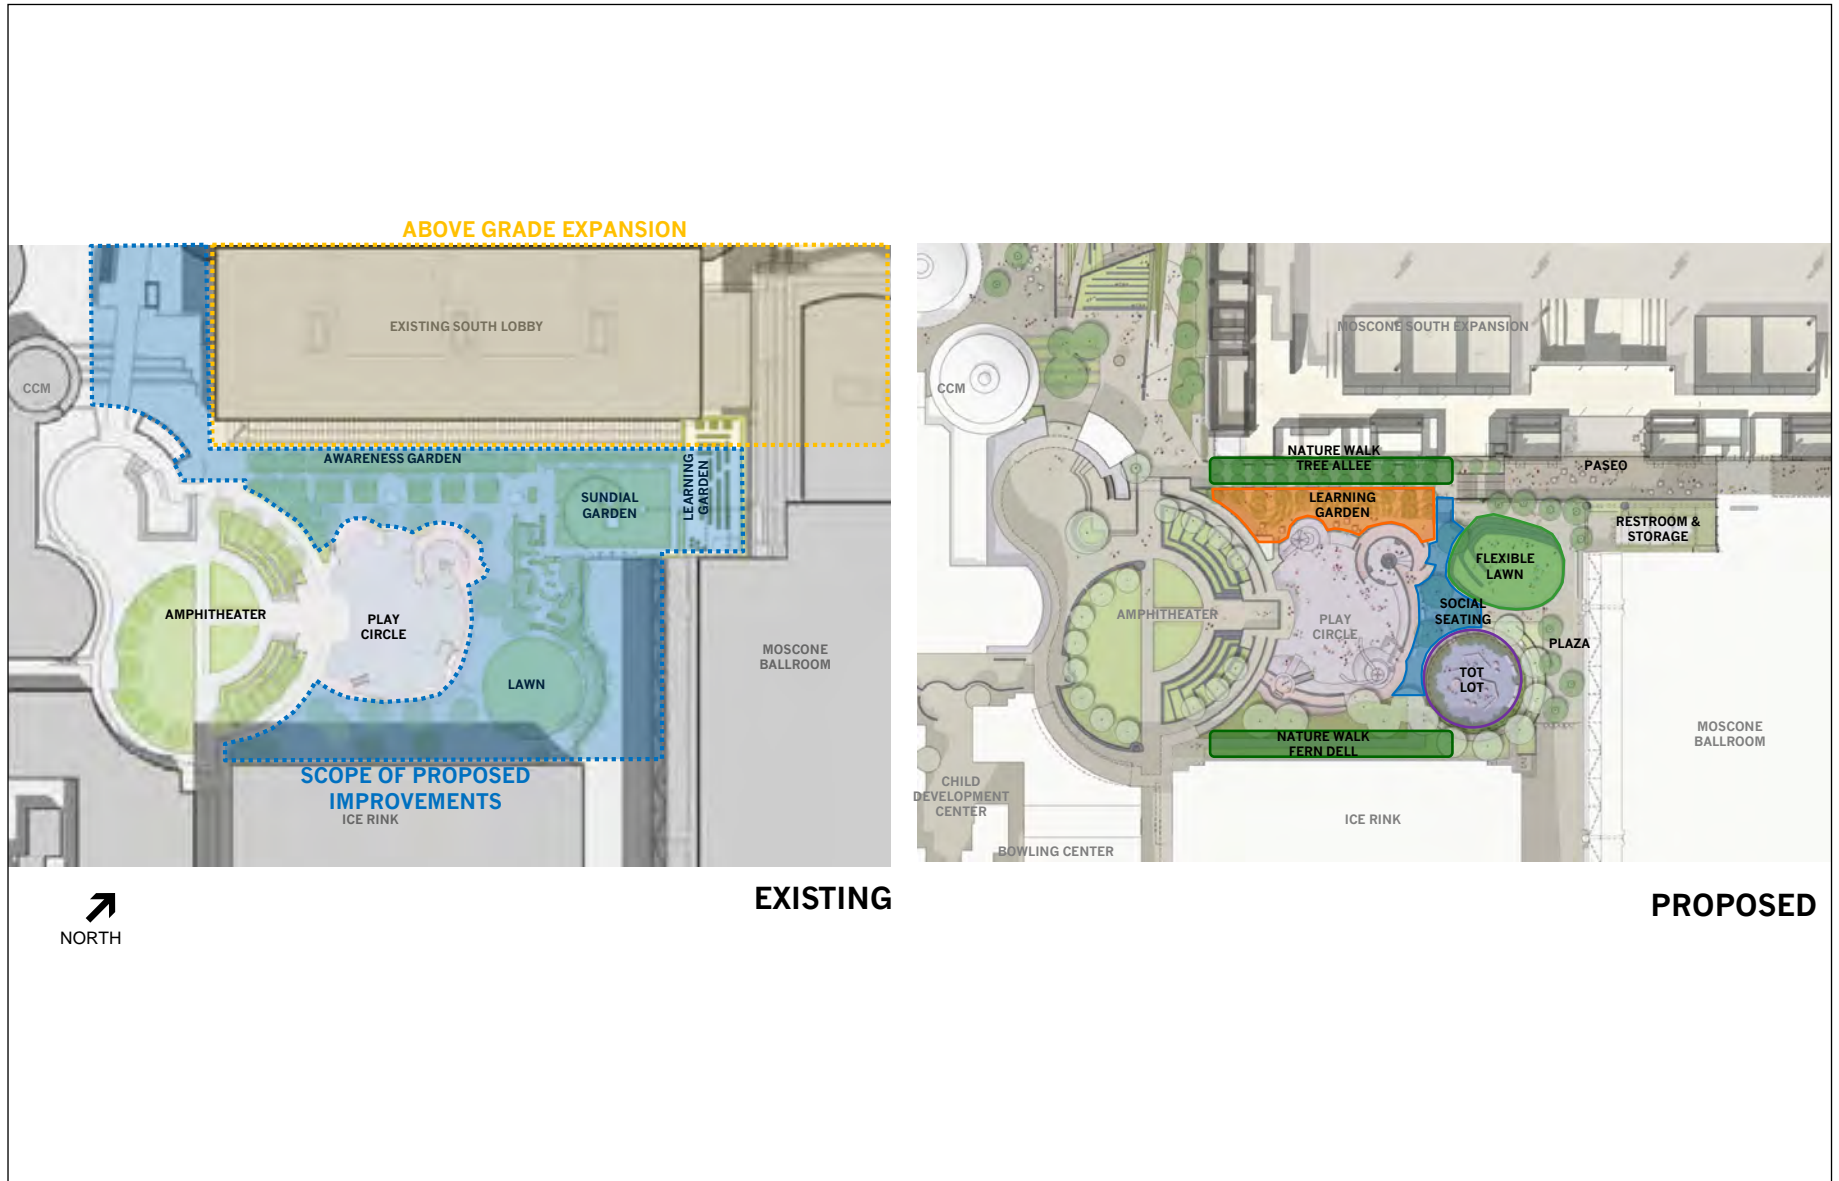 ABOVE GRADE EXPANSION
EXISTING SOUTH LOBBY
CCM
AWARENESS GARDEN
SUNDIAL
GARDEN
LEARNING
GARDEN
AMPHITHEATER
PLAY
CIRCLE
MOSCONE
BALLROOM
LAWN
SCOPE OF PROPOSED
IMPROVEMENTS
ICE RINK
EXISTING
NORTH
MOSCONE SOUTH EXPANSION
CCM
NATURE WALK
TREE ALLEE
PASEO
LEARNING
GARDEN
RESTROOM &
STORAGE
FLEXIBLE
LAWN
SOCIAL
SEATING
AMPHITHEATER
PLAY
CIRCLE
PLAZA
TOT
LOT
NATURE WALK
FERN DELL
MOSCONE
BALLROOM
CHILD
DEVELOPMENT
CENTER
ICE RINK
BOWLING CENTER
PROPOSED